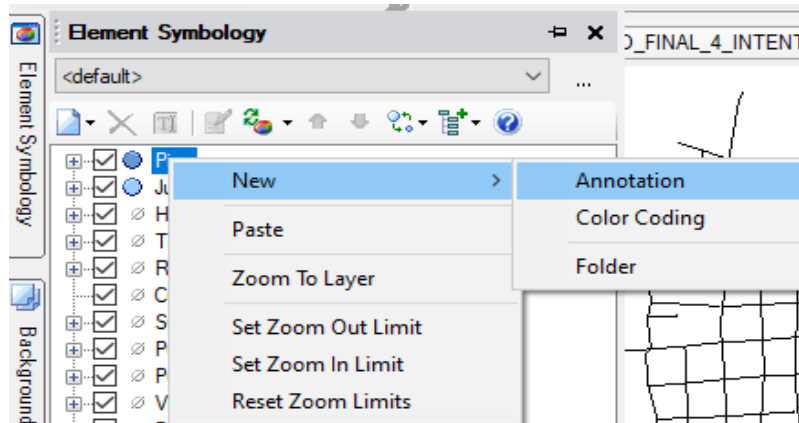 Element Symbology
<default>
...
New
Annotation
Color Coding
Folder
Paste
Zoom To Layer
Set Zoom Out Limit
Set Zoom In Limit
Reset Zoom Limits
Ju
H
T
R
C
S
P
P
V
Element Symbology
Background
_FINAL_4_INTENT